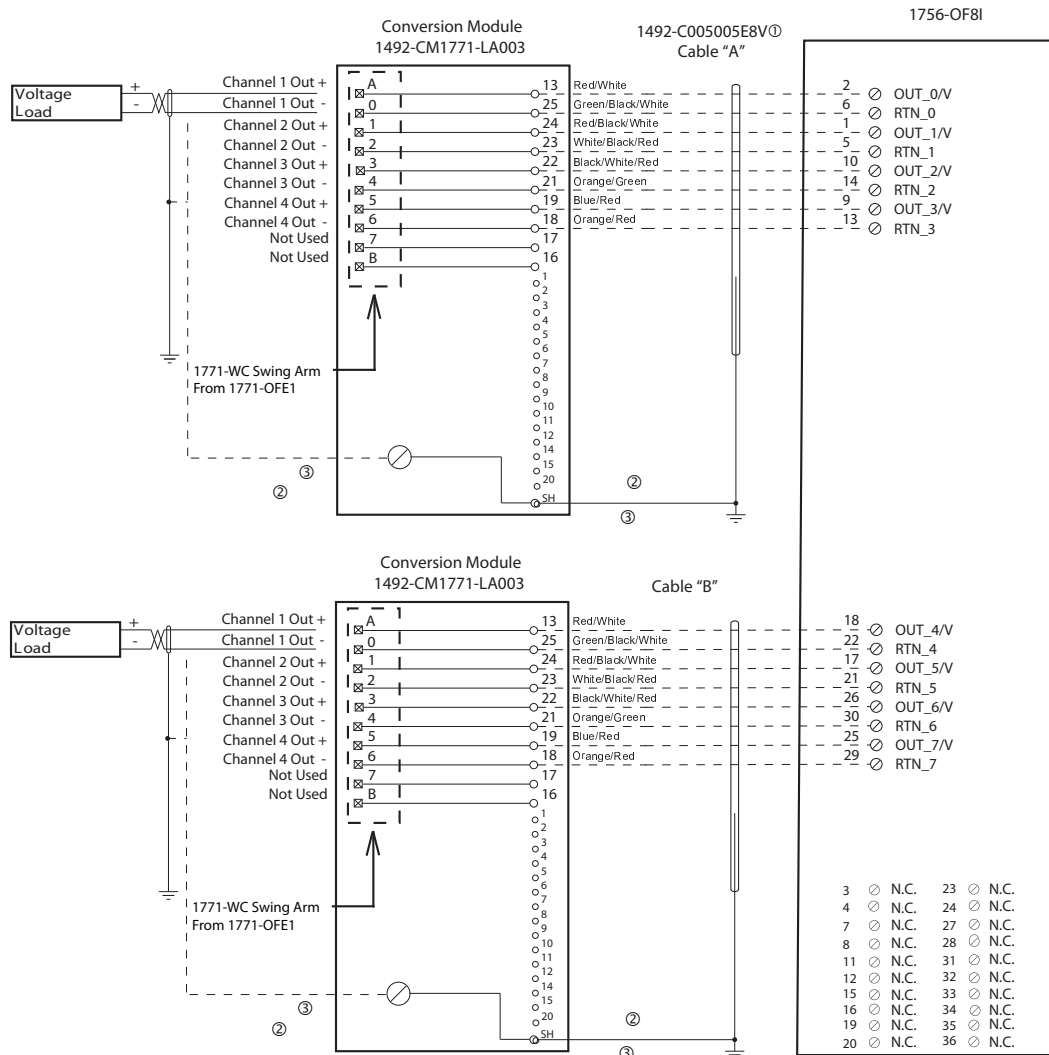 1756-OF8I
Conversion Module
1492-CM1771-LA003
1492-C005005E8V①
Cable "A"
Voltage
Load
+
-
Channel 1 Out +
Channel 1 Out -
Channel 2 Out +
Channel 2 Out -
Channel 3 Out +
Channel 3 Out -
Channel 4 Out +
Channel 4 Out -
Not Used
Not Used
A
0
1
2
3
4
5
6
7
B
13 Red/White 2 OUT_0/V
25 Green/Black/White 6 RTN_0
24 Red/Black/White 1 OUT_1/V
23 White/Black/Red 5 RTN_1
22 Black/White/Red 10 OUT_2/V
21 Orange/Green 14 RTN_2
19 Blue/Red 9 OUT_3/V
18 Orange/Red 13 RTN_3
17
16
1
2
3
4
5
6
7
8
9
10
11
12
14
15
20
SH
1771-WC Swing Arm
From 1771-OFE1
③
②
②
③
Conversion Module
1492-CM1771-LA003
Cable "B"
Voltage
Load
+
-
Channel 1 Out +
Channel 1 Out -
Channel 2 Out +
Channel 2 Out -
Channel 3 Out +
Channel 3 Out -
Channel 4 Out +
Channel 4 Out -
Not Used
Not Used
A
0
1
2
3
4
5
6
7
B
13 Red/White 18 OUT_4/V
25 Green/Black/White 22 RTN_4
24 Red/Black/White 17 OUT_5/V
23 White/Black/Red 21 RTN_5
22 Black/White/Red 26 OUT_6/V
21 Orange/Green 30 RTN_6
19 Blue/Red 25 OUT_7/V
18 Orange/Red 29 RTN_7
17
16
1
2
3
4
5
6
7
8
9
10
11
12
14
15
20
SH
1771-WC Swing Arm
From 1771-OFE1
③
②
②
③
3 N.C. 23 N.C.
4 N.C. 24 N.C.
7 N.C. 27 N.C.
8 N.C. 28 N.C.
11 N.C. 31 N.C.
12 N.C. 32 N.C.
15 N.C. 33 N.C.
16 N.C. 34 N.C.
19 N.C. 35 N.C.
20 N.C. 36 N.C.